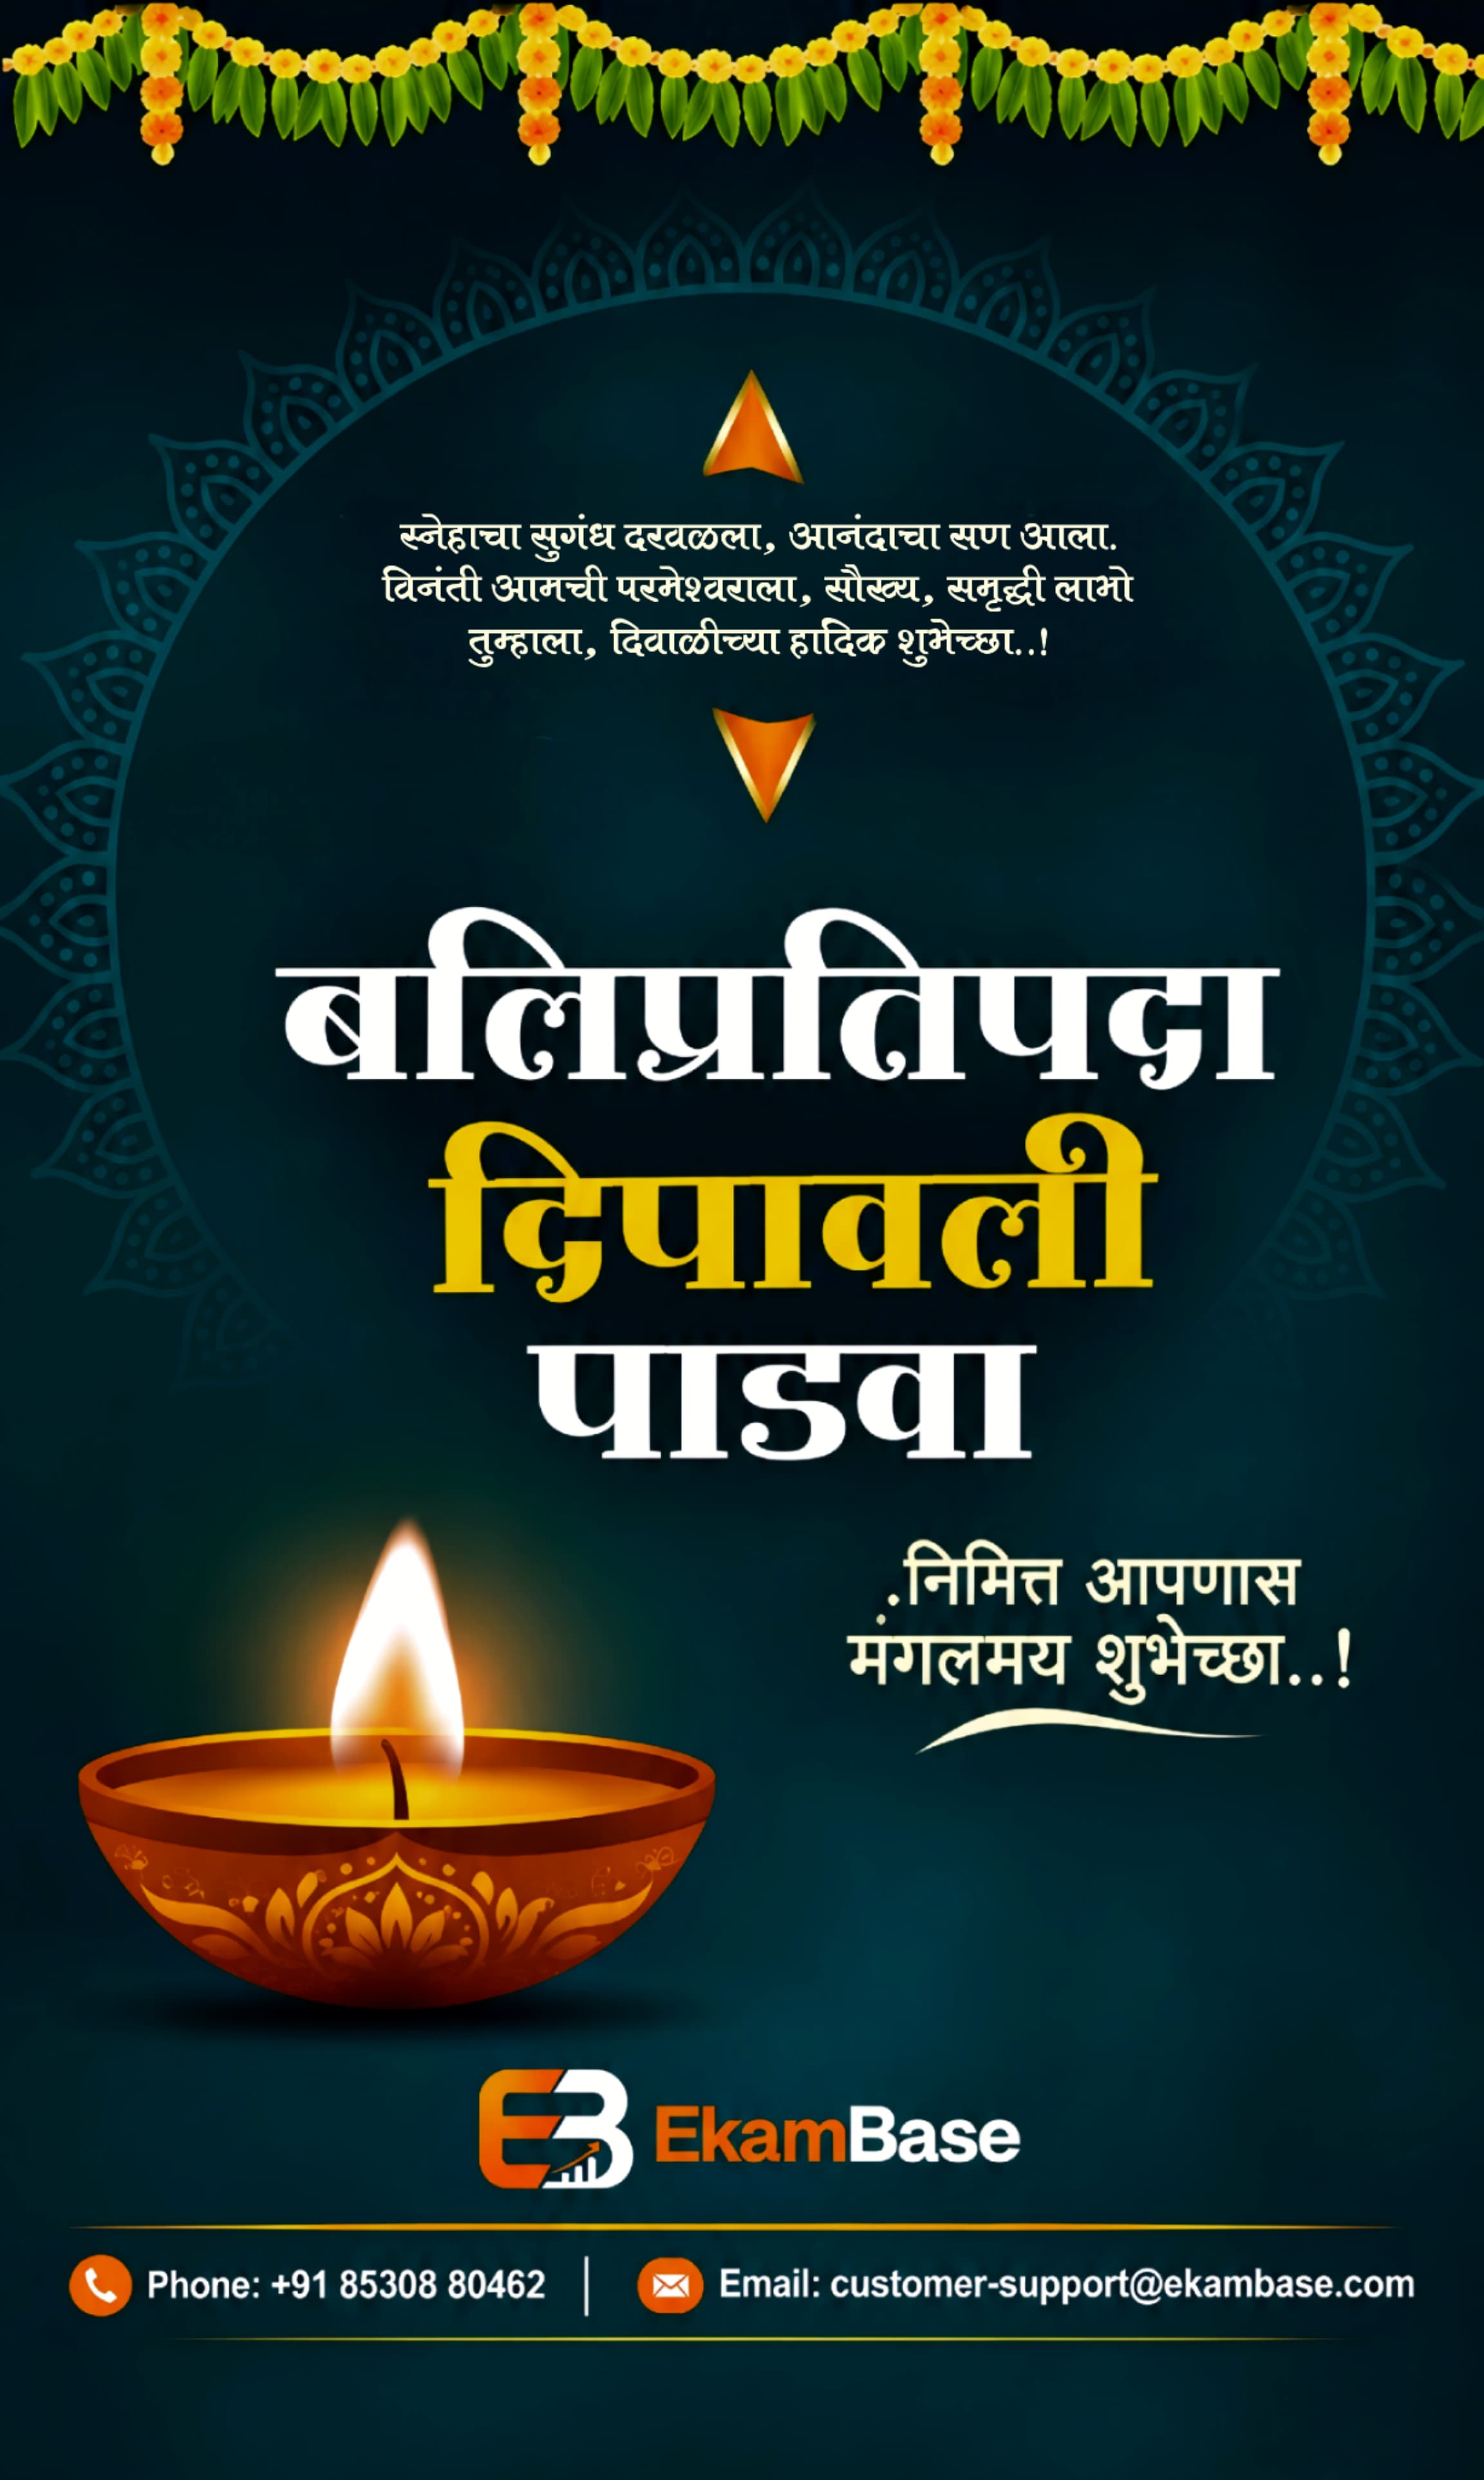 स्नेहाचा सुगंध दरवळला, आनंदाचा सण आला.
विनंती आमची परमेश्वराला, सौख्य, समृद्धी लाभो
तुम्हाला, दिवाळीच्या हादिक शुभेच्छा..!
बलिप्रतिपदा
दिपावली
पाडवा
.निमित्त आपणास
मंगलमय शुभेच्छा..!
EB EkamBase
Phone: +91 85308 80462 | Email: customer-support@ekambase.com